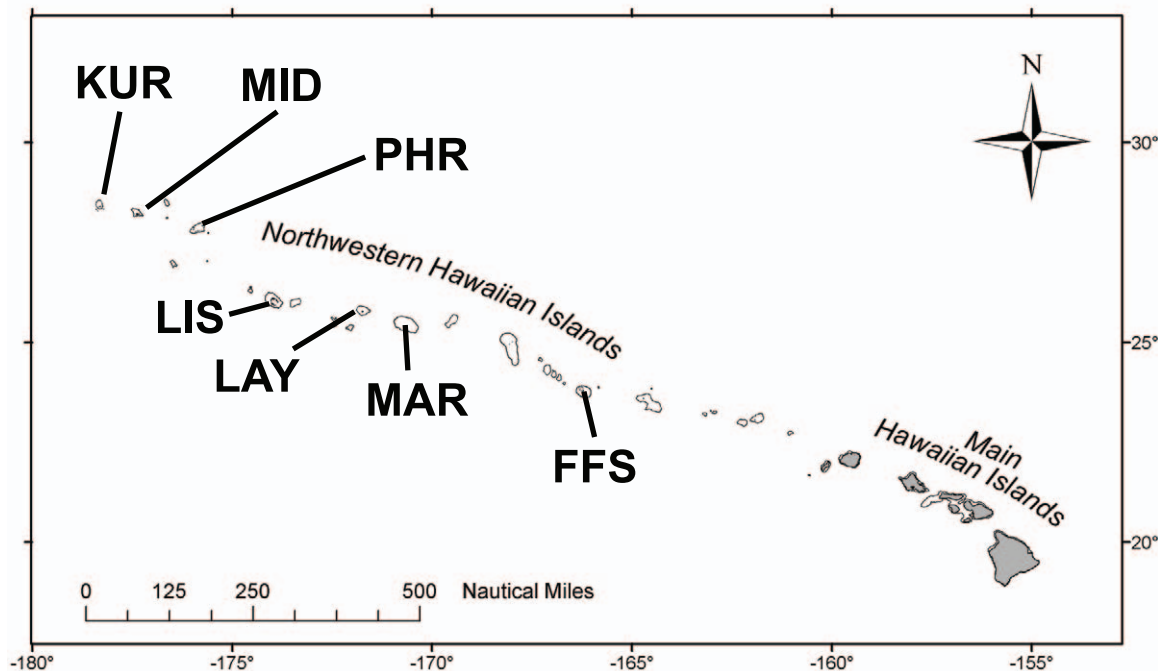 N
KUR
MID
PHR
30°
Northwestern Hawaiian Islands
LIS
LAY
MAR
FFS
25°
Main
Hawaiian Islands
20°
0 125 250 500 Nautical Miles
-180° -175° -170° -165° -160° -155°